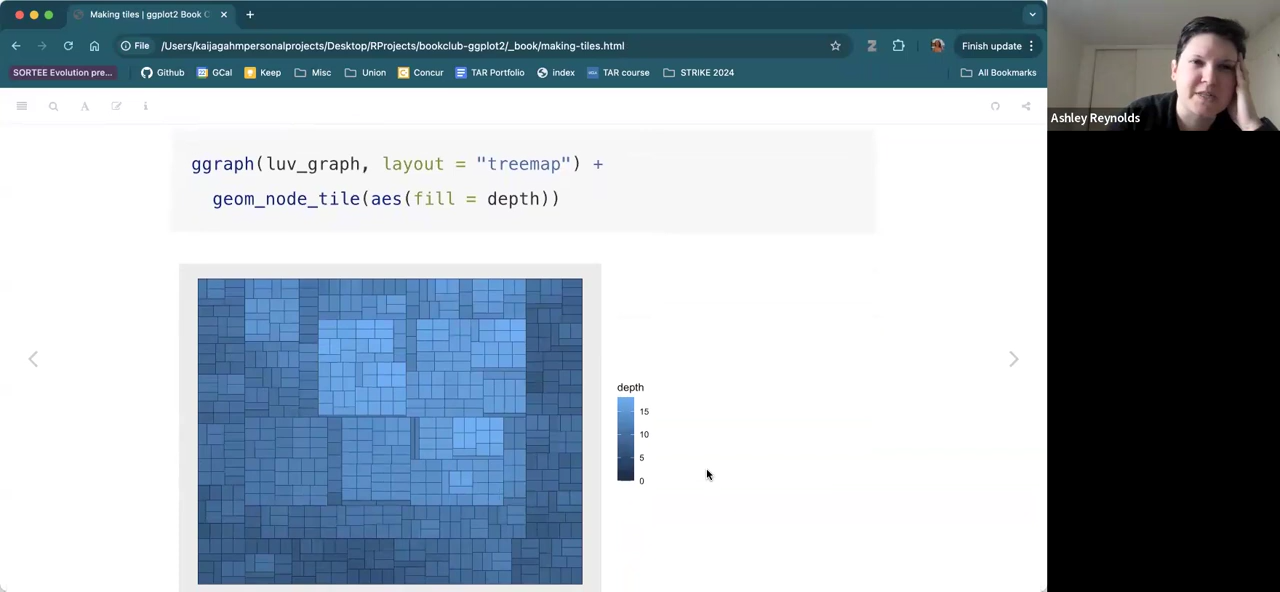 Making tiles | ggplot2 Book C
File
/Users/kaijagahmpersonalprojects/Desktop/RProjects/bookclub-ggplot2/_book/making-tiles.html
Finish update
SORTEE Evolution pre...
Github
GCal
Keep
Misc
Union
Concur
TAR Portfolio
index
TAR course
STRIKE 2024
All Bookmarks
Ashley Reynolds
ggraph(luv_graph, layout = "treemap") +
geom_node_tile(aes(fill = depth))
depth
15
10
5
0